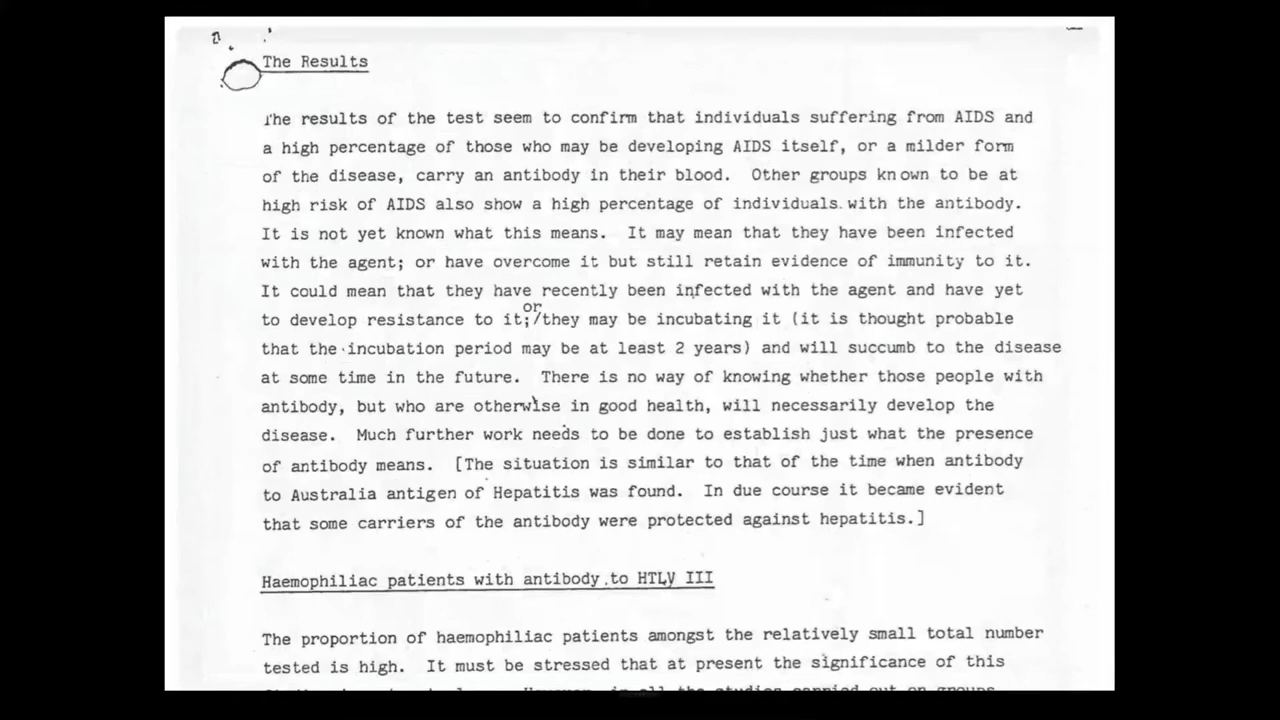 The Results
The results of the test seem to confirm that individuals suffering from AIDS and
a high percentage of those who may be developing AIDS itself, or a milder form
of the disease, carry an antibody in their blood. Other groups known to be at
high risk of AIDS also show a high percentage of individuals with the antibody.
It is not yet known what this means. It may mean that they have been infected
with the agent; or have overcome it but still retain evidence of immunity to it.
It could mean that they have recently been infected with the agent and have yet
or
to develop resistance to it;/they may be incubating it (it is thought probable
that the incubation period may be at least 2 years) and will succumb to the disease
at some time in the future. There is no way of knowing whether those people with
antibody, but who are otherwise in good health, will necessarily develop the
disease. Much further work needs to be done to establish just what the presence
of antibody means. [The situation is similar to that of the time when antibody
to Australia antigen of Hepatitis was found. In due course it became evident
that some carriers of the antibody were protected against hepatitis.]
Haemophiliac patients with antibody to HTLV III
The proportion of haemophiliac patients amongst the relatively small total number
tested is high. It must be stressed that at present the significance of this
However, in all the studies carried out on groups